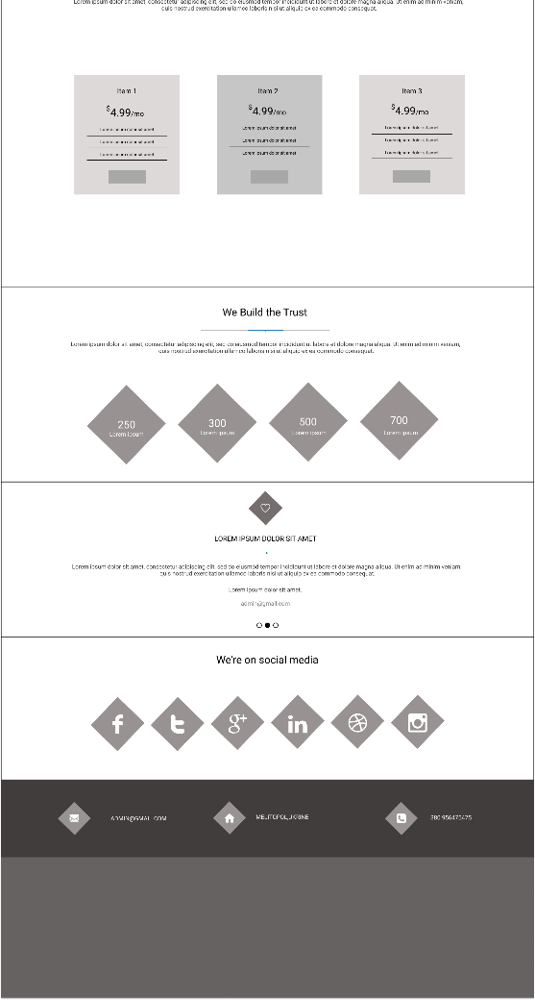 Lorem ipsum dolor sit amet, consectetur adipiscing elit, sed do eiusmod tempor incididunt ut labore et dolore magna aliqua. Ut enim ad minim veniam,
quis nostrud exercitation ullamco laboris nisi ut aliquip ex ea commodo consequat.
Item 1
$4.99/mo
Lorem ipsum dolor sit amet
Lorem ipsum dolor sit amet
Lorem ipsum dolor sit amet
Item 2
$4.99/mo
Lorem ipsum dolor sit amet
Lorem ipsum dolor sit amet
Lorem ipsum dolor sit amet
Item 3
$4.99/mo
Lorem ipsum dolor sit amet
Lorem ipsum dolor sit amet
Lorem ipsum dolor sit amet
We Build the Trust
Lorem ipsum dolor sit amet, consectetur adipiscing elit, sed do eiusmod tempor incididunt ut labore et dolore magna aliqua. Ut enim ad minim veniam,
quis nostrud exercitation ullamco laboris nisi ut aliquip ex ea commodo consequat.
250
Lorem ipsum
300
Lorem ipsum
500
Lorem ipsum
700
Lorem ipsum
LOREM IPSUM DOLOR SIT AMET
Lorem ipsum dolor sit amet, consectetur adipiscing elit, sed do eiusmod tempor incididunt ut labore et dolore magna aliqua. Ut enim ad minim veniam,
quis nostrud exercitation ullamco laboris nisi ut aliquip ex ea commodo consequat.
Lorem ipsum dolor sit amet.
admin@gmail.com
We're on social media
f
t
g+
in
ADMIN@GMAIL.COM
MELITOPOL,UKRINE
380 956475475